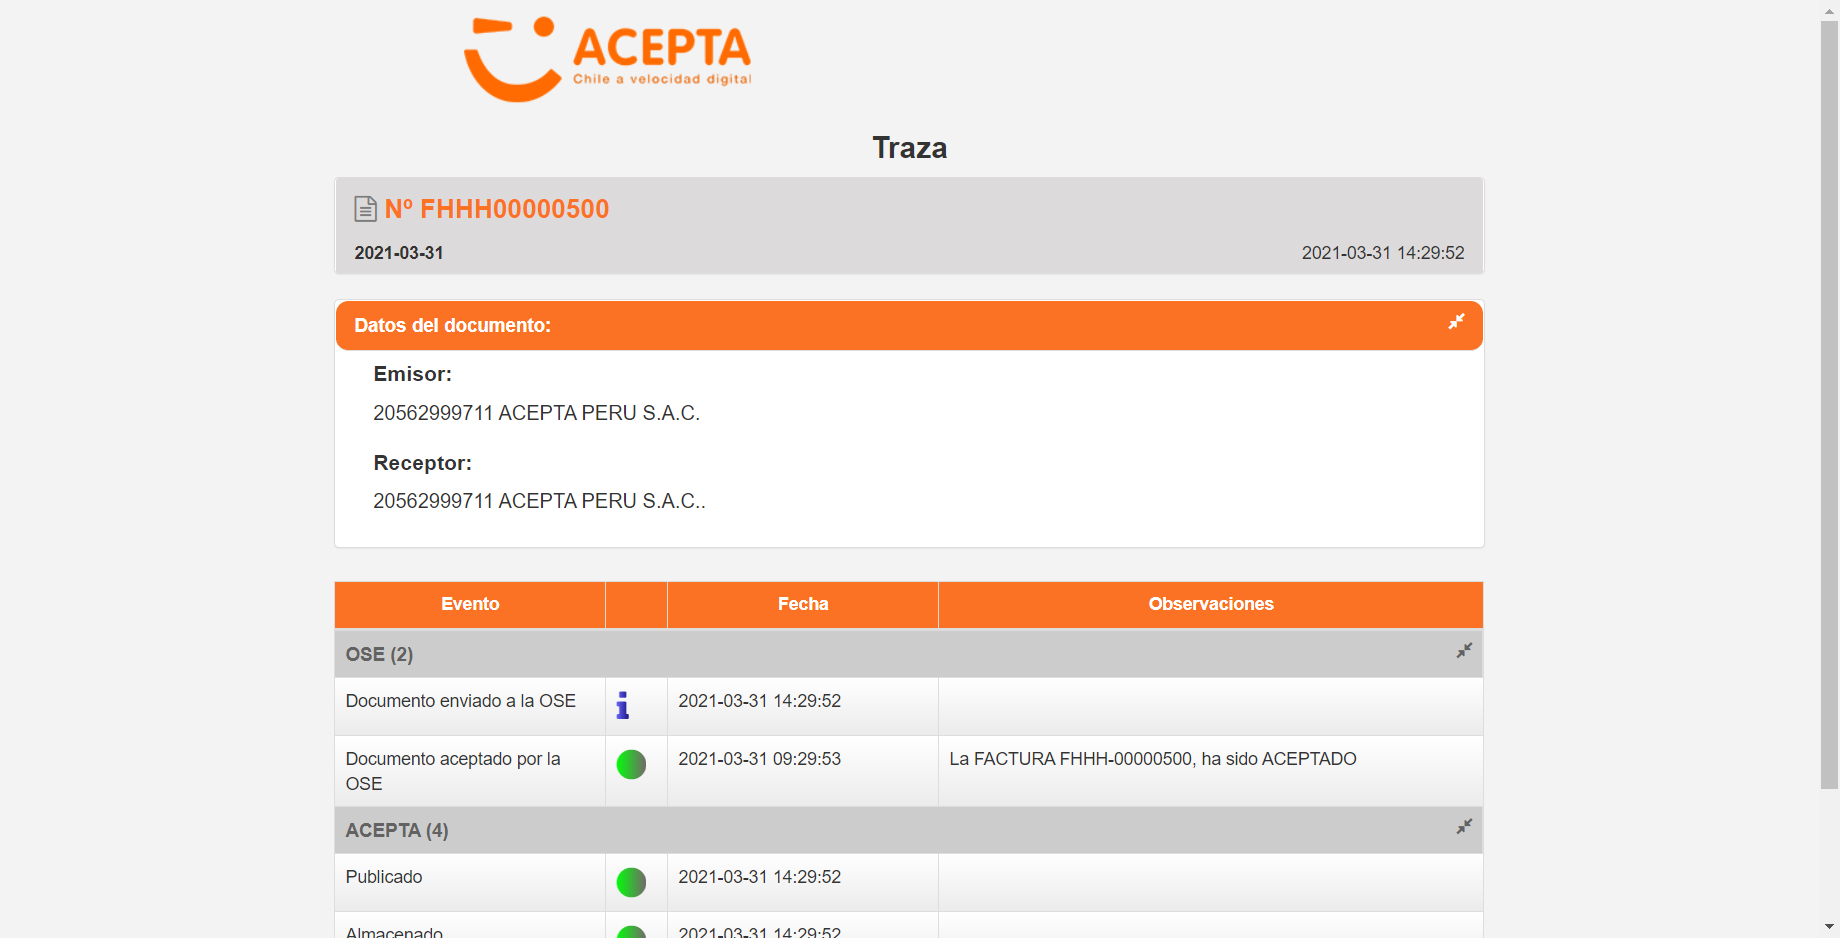 ACEPTA
Chile a velocidad digital
Traza
Nº FHHH00000500
2021-03-31
2021-03-31 14:29:52
Datos del documento:
Emisor:
20562999711 ACEPTA PERU S.A.C.
Receptor:
20562999711 ACEPTA PERU S.A.C..
Evento Fecha Observaciones
OSE (2)
Documento enviado a la OSE 2021-03-31 14:29:52
Documento aceptado por la OSE 2021-03-31 09:29:53 La FACTURA FHHH-00000500, ha sido ACEPTADO
ACEPTA (4)
Publicado 2021-03-31 14:29:52
Almacenado 2021-03-31 14:29:52